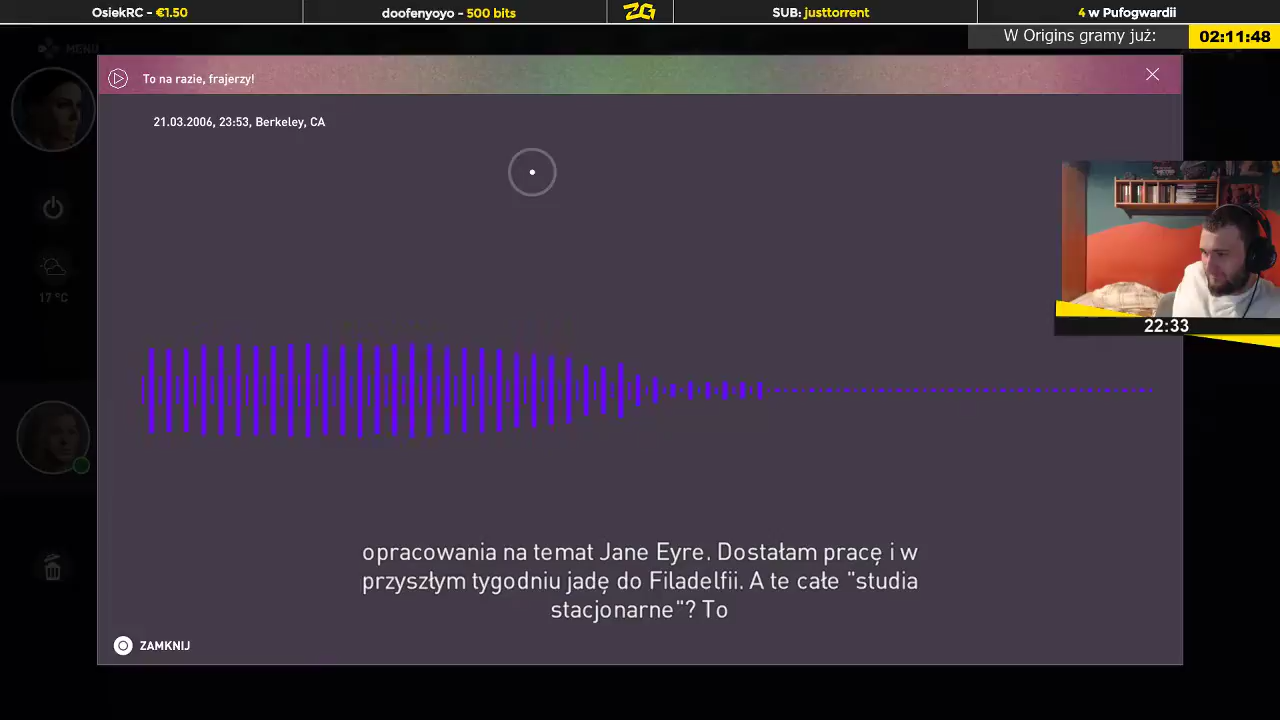 OsiekRC - €1.50
doofenyoyo - 500 bits
ZG
SUB: justtorrent
4 w Pufogwardii
W Origins gramy już:
02:11:48
MENU
To na razie, frajerzy!
21.03.2006, 23:53, Berkeley, CA
17 °C
22:33
opracowania na temat Jane Eyre. Dostałam pracę i w
przyszłym tygodniu jadę do Filadelfii. A te całe "studia
stacjonarne"? To
ZAMKNIJ